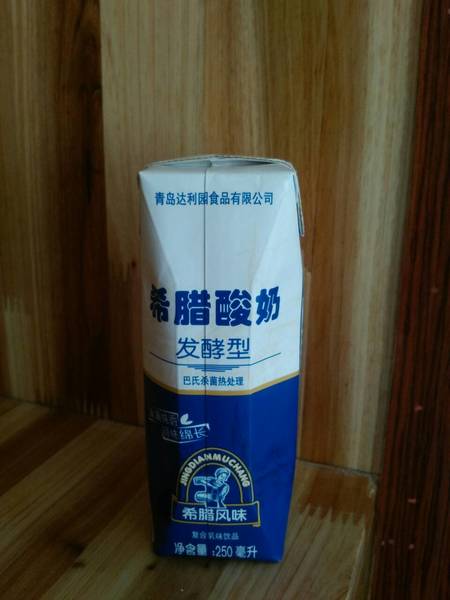 青岛达利园食品有限公司
希腊酸奶
发酵型
巴氏杀菌热处理
绵长
JINGDIANMUCHANG
希腊风味
复合乳味饮品
净含量:250毫升